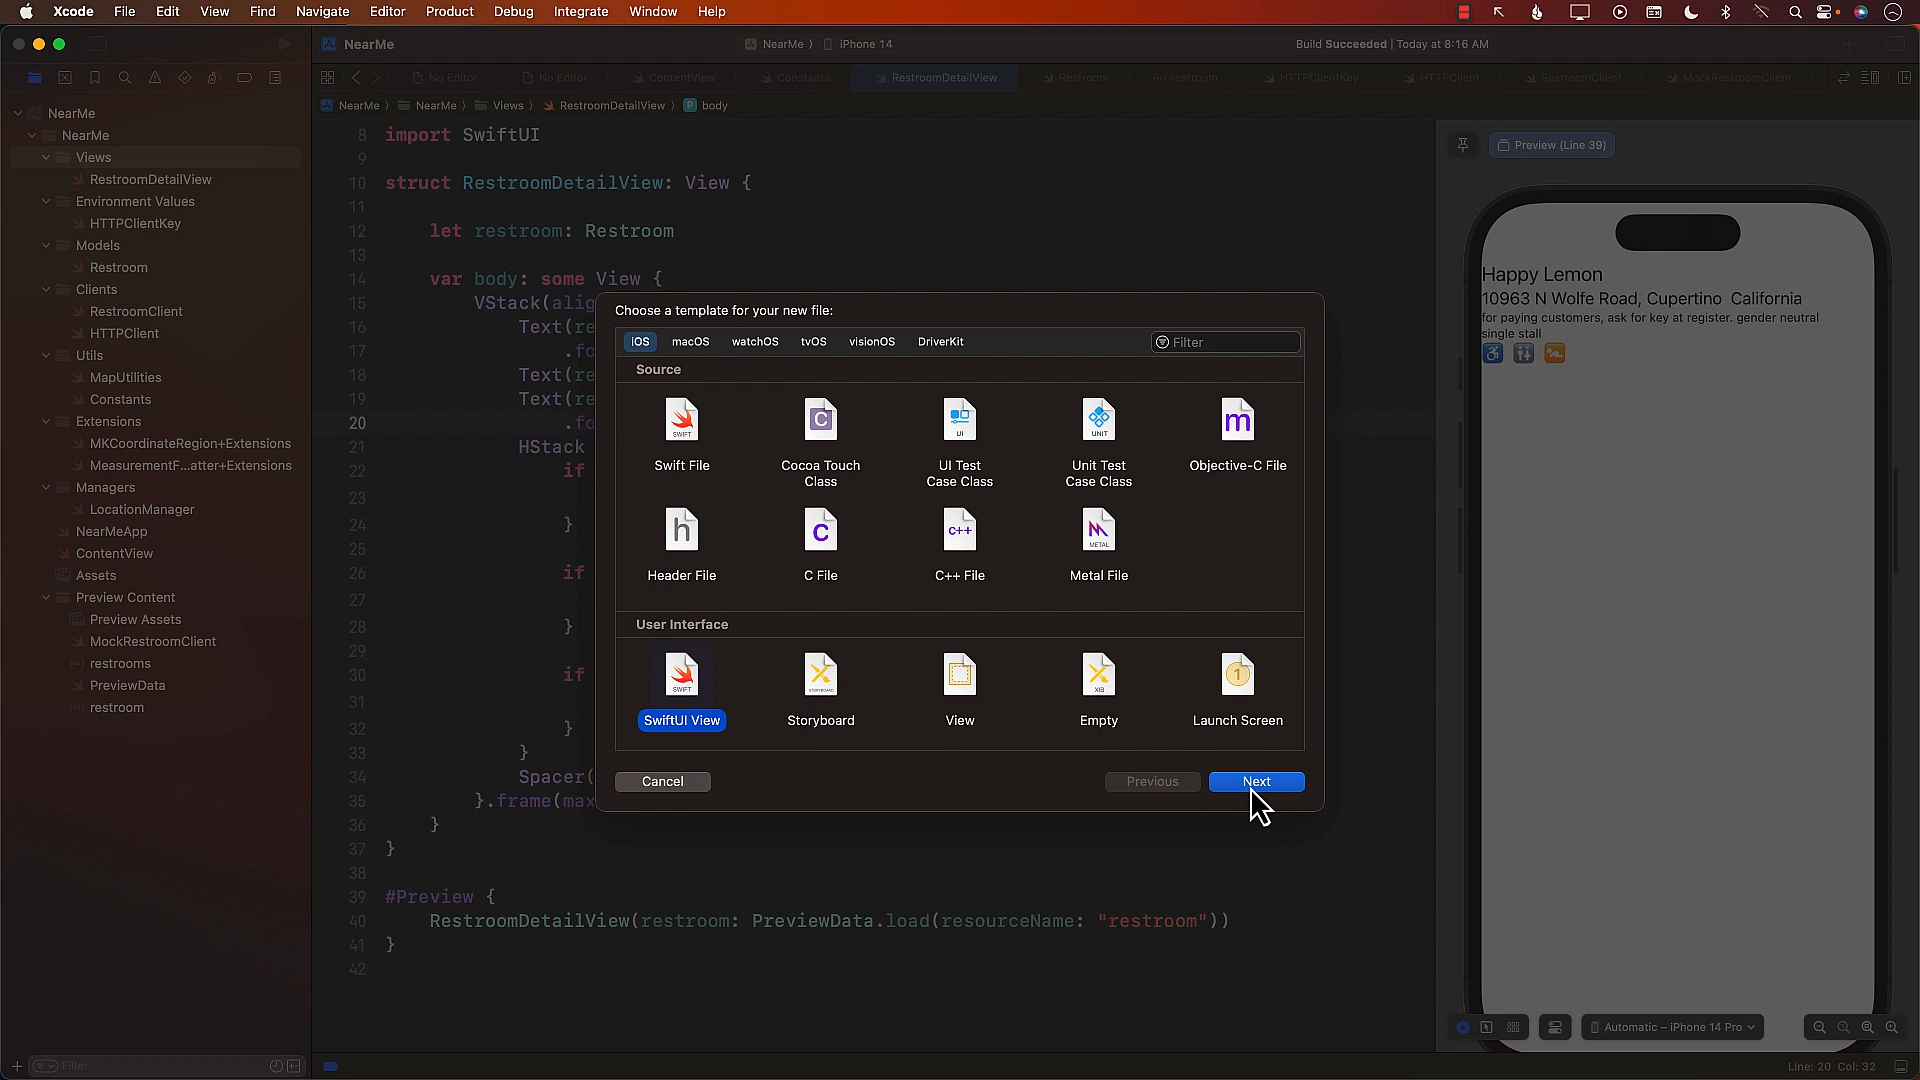 Xcode File Edit View Find Navigate Editor Product Debug Integrate Window Help
NearMe
NearMe ⟩ iPhone 14
Build Succeeded | Today at 8:16 AM
No Editor
No Editor
ContentView
Constants
RestroomDetailView
Restroom
restroom
HTTPClientKey
HTTPClient
RestroomClient
MockRestroomClient
NearMe ⟩ NearMe ⟩ Views ⟩ RestroomDetailView ⟩ P body
NearMe
NearMe
Views
RestroomDetailView
Environment Values
HTTPClientKey
Models
Restroom
Clients
RestroomClient
HTTPClient
Utils
MapUtilities
Constants
Extensions
MKCoordinateRegion+Extensions
MeasurementF...atter+Extensions
Managers
LocationManager
NearMeApp
ContentView
Assets
Preview Content
Preview Assets
MockRestroomClient
restrooms
PreviewData
restroom
Filter
8 import SwiftUI
9
10 struct RestroomDetailView: View {
11
12 let restroom: Restroom
13
14 var body: some View {
15 VStack(alig
16 Text(re
17 .fo
18 Text(re
19 Text(re
20 .fo
21 HStack
22 if
23
24 }
25
26 if
27
28 }
29
30 if
31
32 }
33 }
34 Spacer(
35 }.frame(max
36 }
37 }
38
39 #Preview {
40 RestroomDetailView(restroom: PreviewData.load(resourceName: "restroom"))
41 }
42
Choose a template for your new file:
iOS macOS watchOS tvOS visionOS DriverKit
Filter
Source
SWIFT
Swift File
C
Cocoa Touch
Class
UI
UI Test
Case Class
UNIT
Unit Test
Case Class
m
Objective-C File
h
Header File
C
C File
C++
C++ File
METAL
Metal File
User Interface
SWIFT
SwiftUI View
STORYBOARD
Storyboard
View
XIB
Empty
1
Launch Screen
Cancel
Previous
Next
Preview (Line 39)
Happy Lemon
10963 N Wolfe Road, Cupertino California
for paying customers, ask for key at register. gender neutral
single stall
Automatic – iPhone 14 Pro
Line: 20 Col: 32